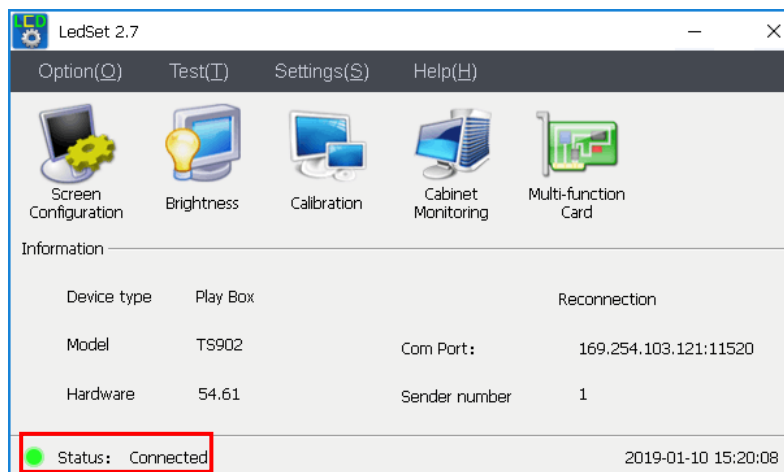 LCD
LedSet 2.7
Option(O) Test(T) Settings(S) Help(H)
Screen Configuration
Brightness
Calibration
Cabinet Monitoring
Multi-function Card
Information
Device type Play Box Reconnection
Model TS902 Com Port: 169.254.103.121:11520
Hardware 54.61 Sender number 1
Status: Connected 2019-01-10 15:20:08